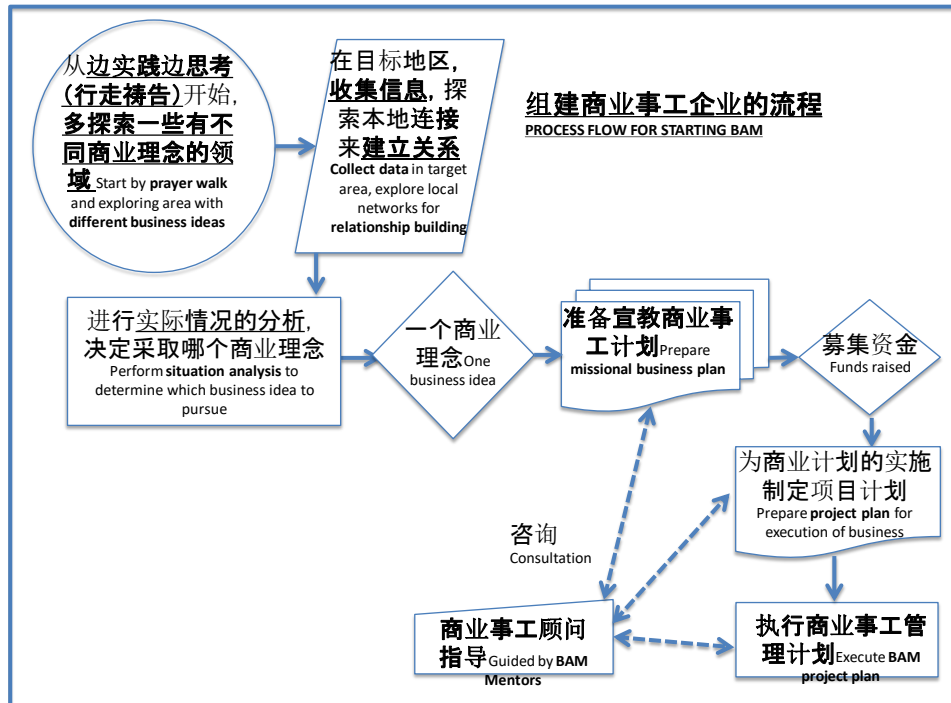 组建商业事工企业的流程
PROCESS FLOW FOR STARTING BAM
从边实践边思考
(行走祷告)开始,
多探索一些有不
同商业理念的领
域 Start by prayer walk
and exploring area with
different business ideas
在目标地区,
收集信息, 探
索本地连接
来建立关系
Collect data in target
area, explore local
networks for
relationship building
进行实际情况的分析,
决定采取哪个商业理念
Perform situation analysis to
determine which business idea to
pursue
一个商业
理念One
business idea
准备宣教商业事
工计划Prepare
missional business plan
募集资金
Funds raised
为商业计划的实施
制定项目计划
Prepare project plan for
execution of business
咨询
Consultation
商业事工顾问
指导Guided by BAM
Mentors
执行商业事工管
理计划Execute BAM
project plan